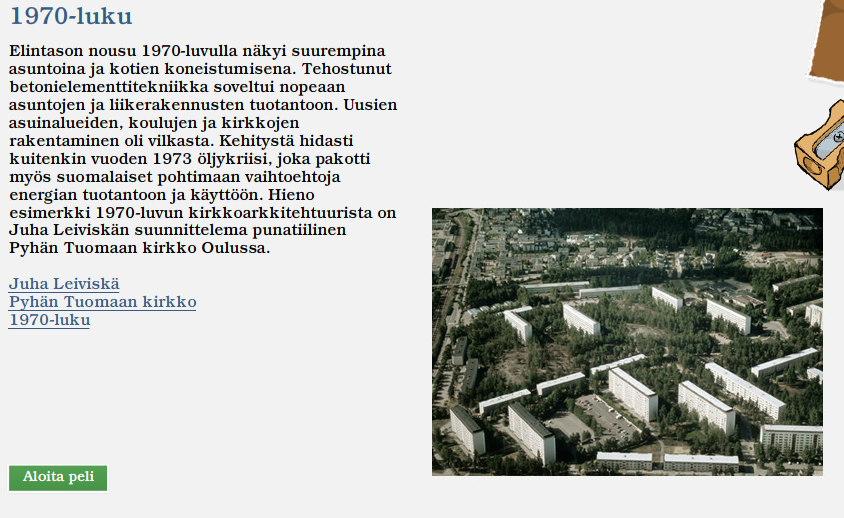 1970-luku
Elintason nousu 1970-luvulla näkyi suurempina
asuntoina ja kotien koneistumisena. Tehostunut
betonielementtitekniikka soveltui nopeaan
asuntojen ja liikerakennusten tuotantoon. Uusien
asuinalueiden, koulujen ja kirkkojen
rakentaminen oli vilkasta. Kehitystä hidasti
kuitenkin vuoden 1973 öljykriisi, joka pakotti
myös suomalaiset pohtimaan vaihtoehtoja
energian tuotantoon ja käyttöön. Hieno
esimerkki 1970-luvun kirkkoarkkitehtuurista on
Juha Leiviskän suunnittelema punatiilinen
Pyhän Tuomaan kirkko Oulussa.
Juha Leiviskä
Pyhän Tuomaan kirkko
1970-luku
Aloita peli